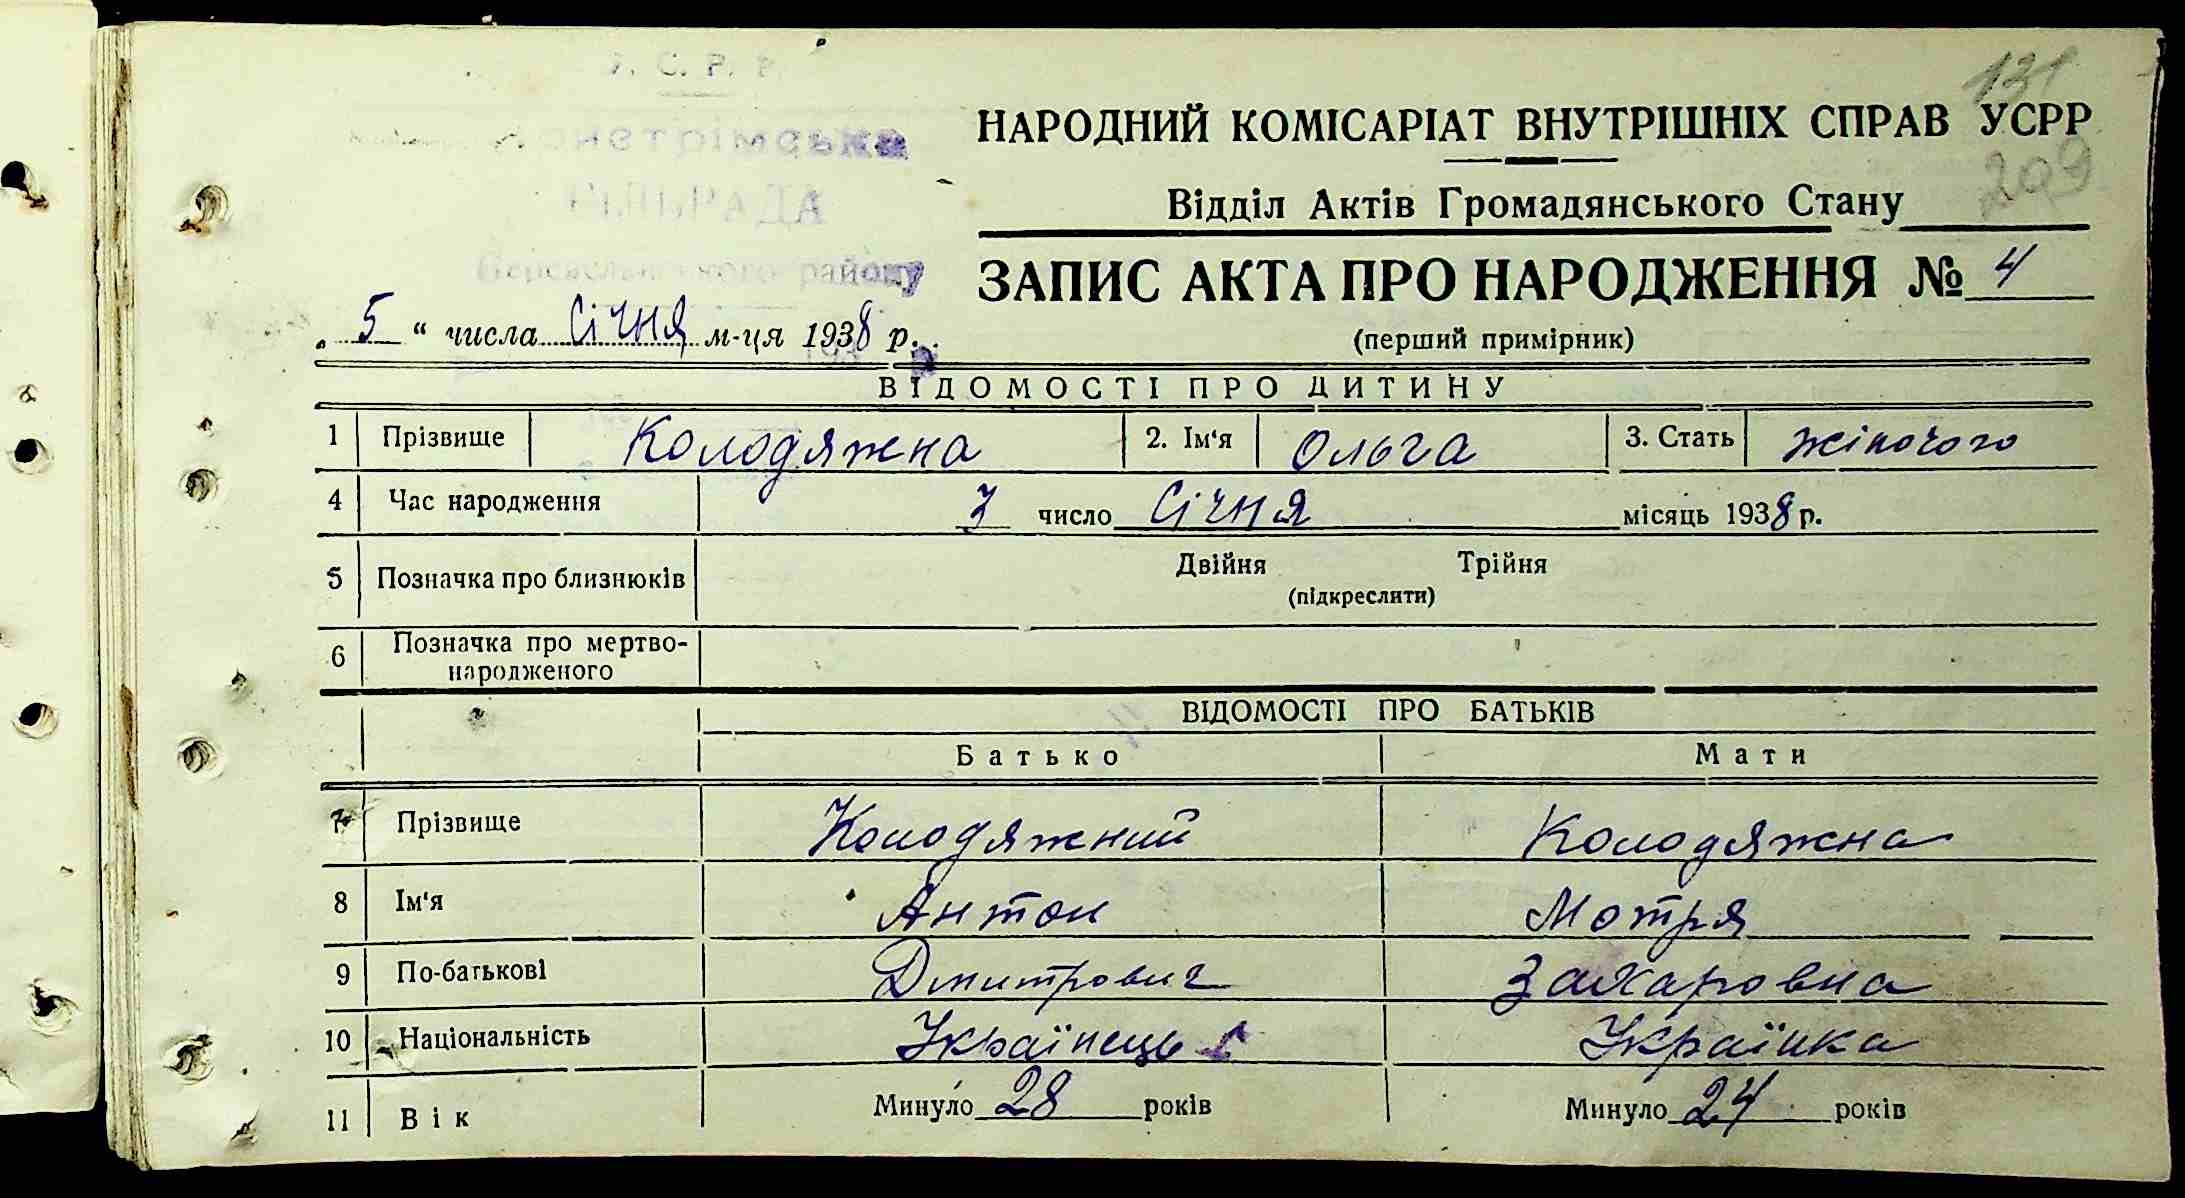 У. С. Р. Р.
131
НАРОДНИЙ КОМІСАРІАТ ВНУТРІШНІХ СПРАВ УСРР
СІЛЬРАДА
209
Відділ Актів Громадянського Стану
району
ЗАПИС АКТА ПРО НАРОДЖЕННЯ № 4
„ 5 “ числа Січня м-ця 1938 р.
(перший примірник)
ВІДОМОСТІ ПРО ДИТИНУ
1 Прізвище Колодяжна 2. Ім‘я Ольга 3. Стать жіночого
4 Час народження 3 число Січня місяць 1938 р.
5 Позначка про близнюків Двійня Трійня
(підкреслити)
6 Позначка про мертво-
народженого
ВІДОМОСТІ ПРО БАТЬКІВ
Батько Мати
7 Прізвище Колодяжний Колодяжна
8 Ім‘я Антон Мотря
9 По-батькові Дмитрович Захаровна
10 Національність Українець Українка
11 Вік Минуло 28 років Минуло 24 років